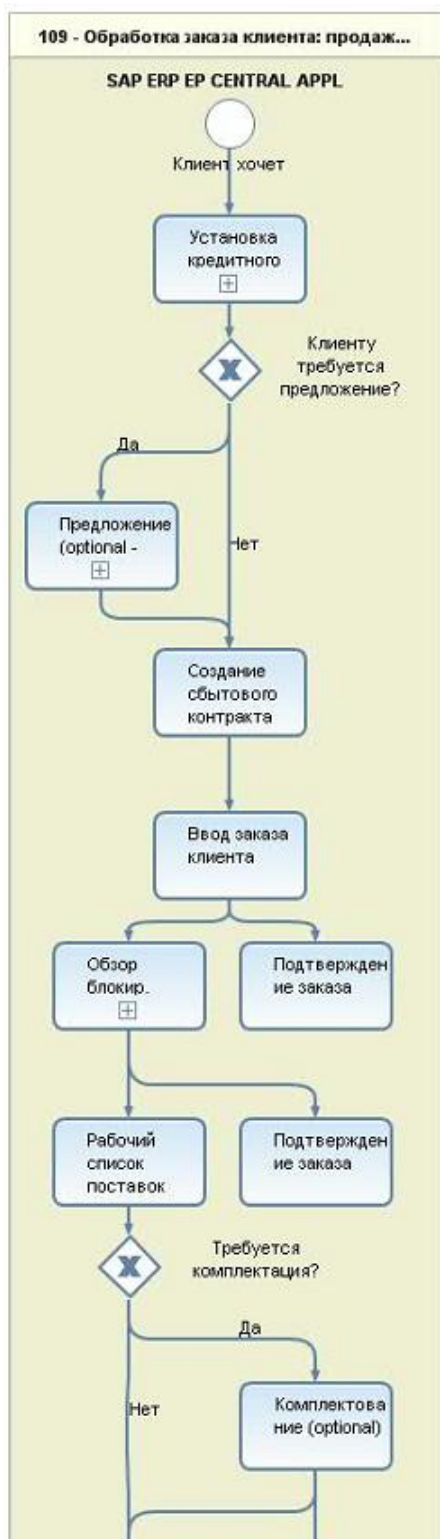 109 - Обработка заказа клиента: продаж...
SAP ERP EP CENTRAL APPL
Клиент хочет
Установка
кредитного
Клиенту
требуется
предложение?
Да
Предложение
(optional -
Нет
Создание
сбытового
контракта
Ввод заказа
клиента
Обзор
блокир.
Подтвержден
ие заказа
Рабочий
список
поставок
Подтвержден
ие заказа
Требуется
комплектация?
Да
Нет
Комплектова
ние (optional)